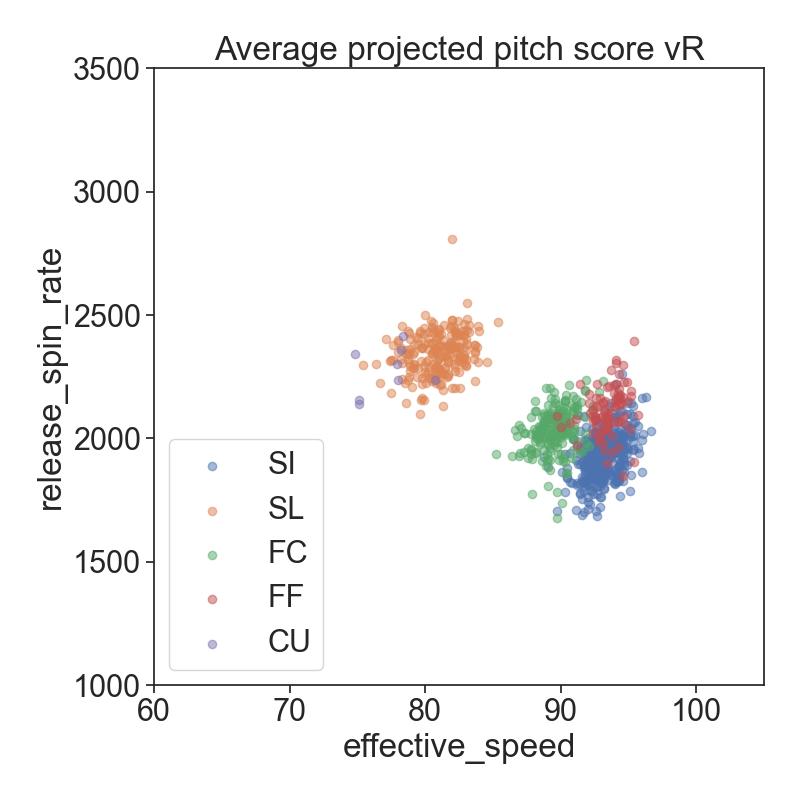 Average projected pitch score vR
3500
3000
2500
2000
1500
1000
release_spin_rate
SI
SL
FC
FF
CU
60 70 80 90 100
effective_speed